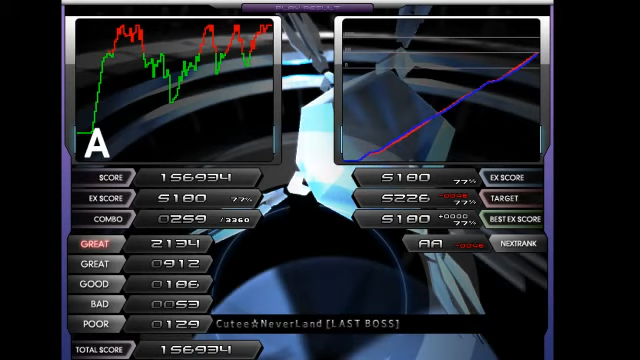 PLAY RESULT
A
SCORE 156934
EX SCORE 5180 77%
COMBO 0259 /3360
GREAT 2134
GREAT 0912
GOOD 0186
BAD 0053
POOR 0129
TOTAL SCORE 156934
5180 77% EX SCORE
5226 -0046 77% TARGET
5180 +0000 77% BEST EX SCORE
AA -0046 NEXTRANK
Cutee☆NeverLand [LAST BOSS]